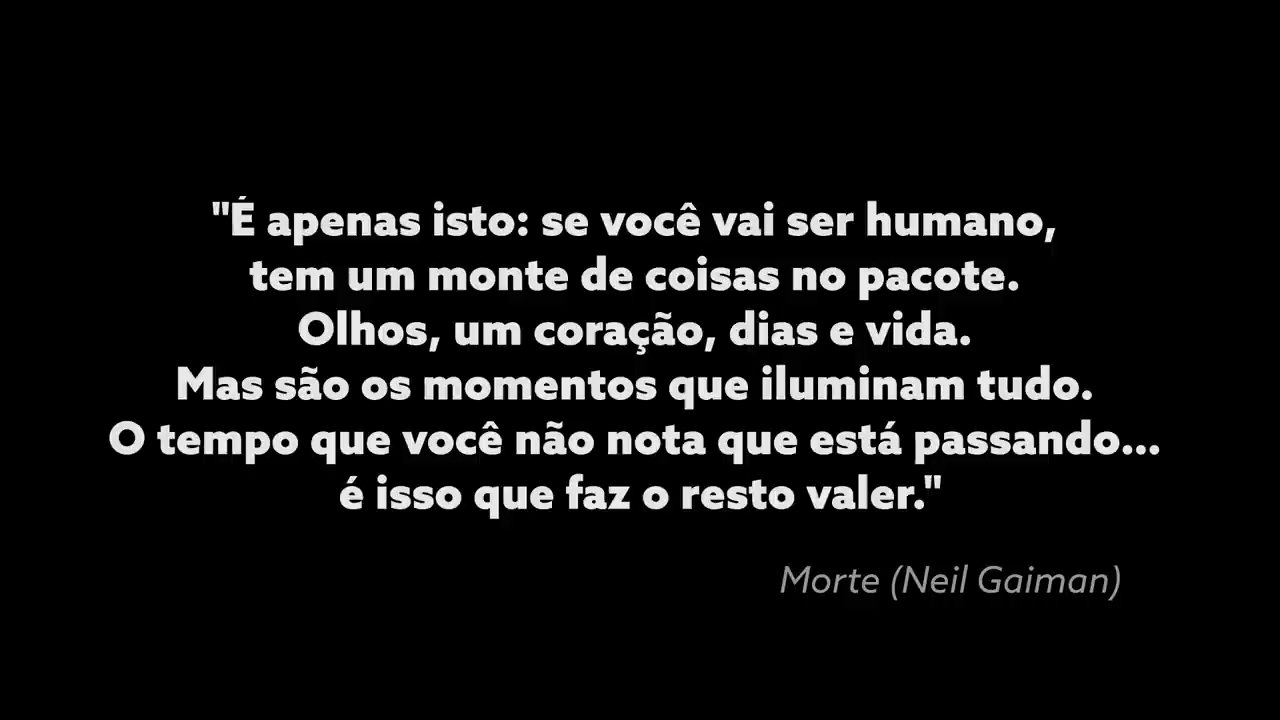 "É apenas isto: se você vai ser humano,
tem um monte de coisas no pacote.
Olhos, um coração, dias e vida.
Mas são os momentos que iluminam tudo.
O tempo que você não nota que está passando...
é isso que faz o resto valer."
Morte (Neil Gaiman)